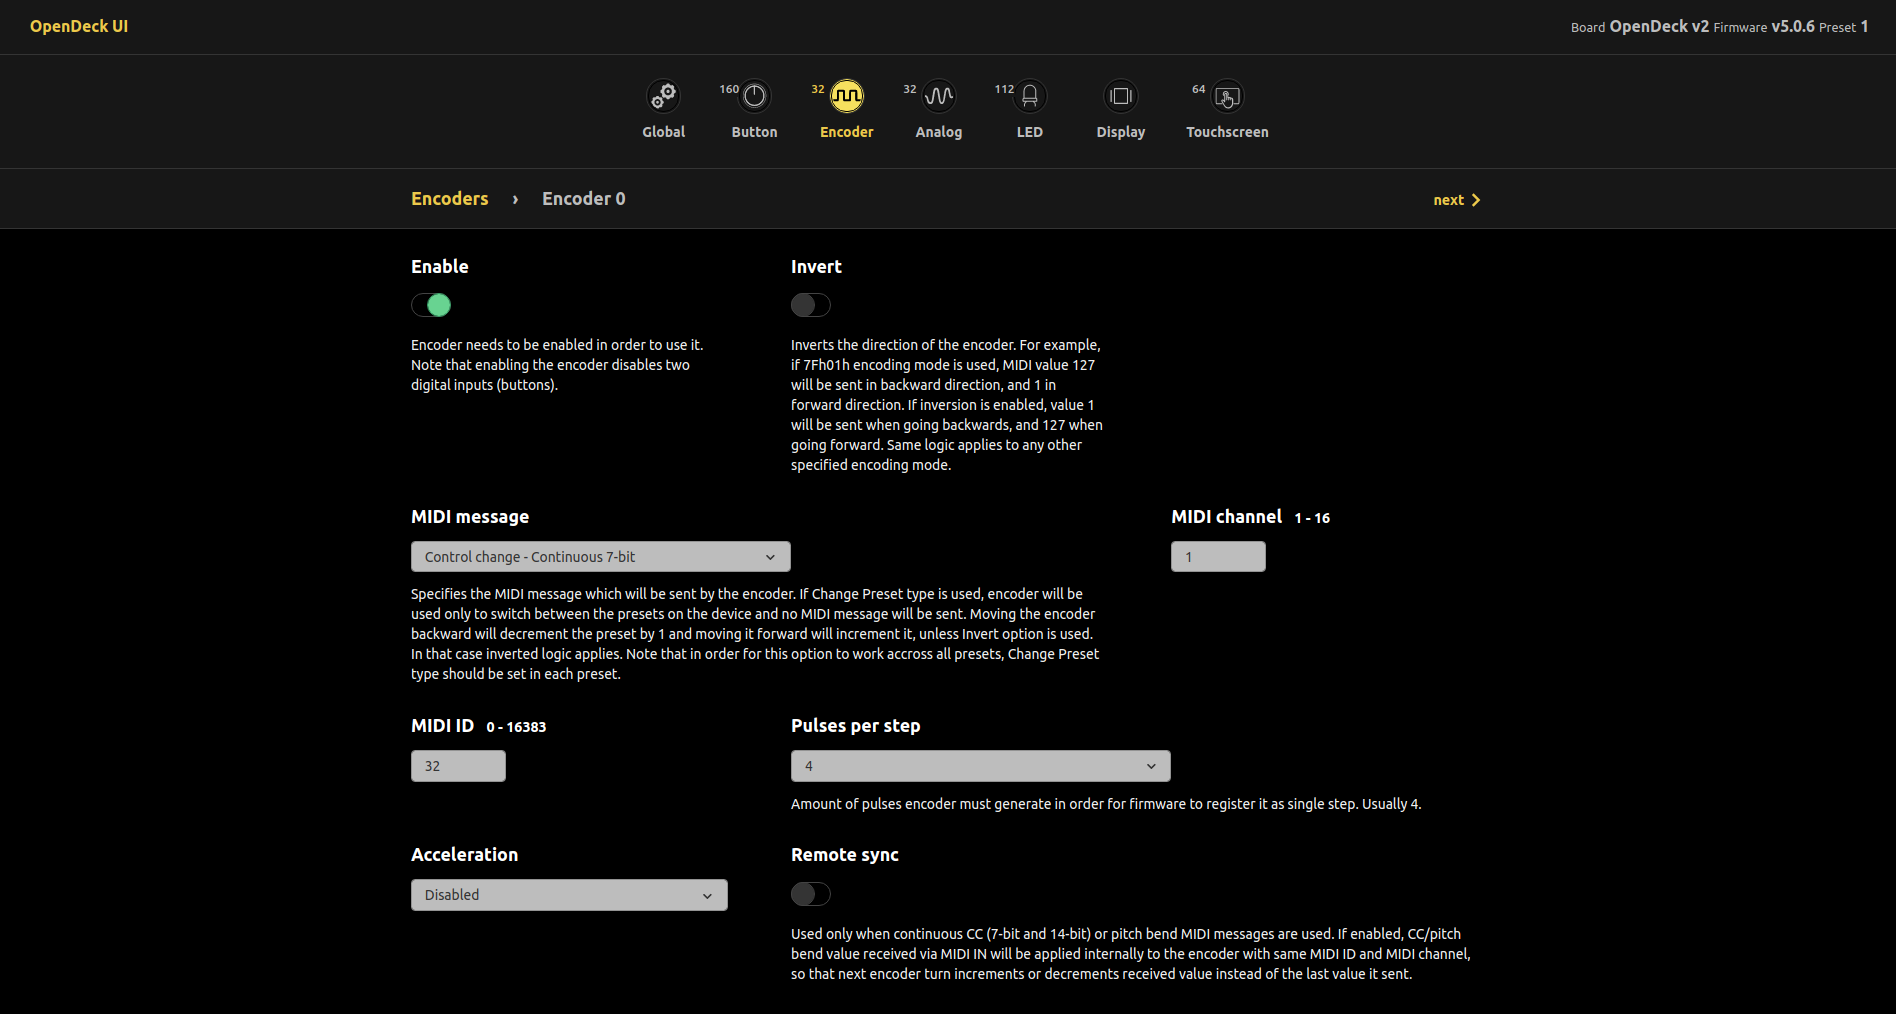 OpenDeck UI
Board OpenDeck v2 Firmware v5.0.6 Preset 1
Global
160 Button
32 Encoder
32 Analog
112 LED
Display
64 Touchscreen
Encoders › Encoder 0
next
Enable
Encoder needs to be enabled in order to use it.
Note that enabling the encoder disables two
digital inputs (buttons).
Invert
Inverts the direction of the encoder. For example,
if 7Fh01h encoding mode is used, MIDI value 127
will be sent in backward direction, and 1 in
forward direction. If inversion is enabled, value 1
will be sent when going backwards, and 127 when
going forward. Same logic applies to any other
specified encoding mode.
MIDI message
Control change - Continuous 7-bit
Specifies the MIDI message which will be sent by the encoder. If Change Preset type is used, encoder will be
used only to switch between the presets on the device and no MIDI message will be sent. Moving the encoder
backward will decrement the preset by 1 and moving it forward will increment it, unless Invert option is used.
In that case inverted logic applies. Note that in order for this option to work accross all presets, Change Preset
type should be set in each preset.
MIDI channel 1 - 16
1
MIDI ID 0 - 16383
32
Pulses per step
4
Amount of pulses encoder must generate in order for firmware to register it as single step. Usually 4.
Acceleration
Disabled
Remote sync
Used only when continuous CC (7-bit and 14-bit) or pitch bend MIDI messages are used. If enabled, CC/pitch
bend value received via MIDI IN will be applied internally to the encoder with same MIDI ID and MIDI channel,
so that next encoder turn increments or decrements received value instead of the last value it sent.